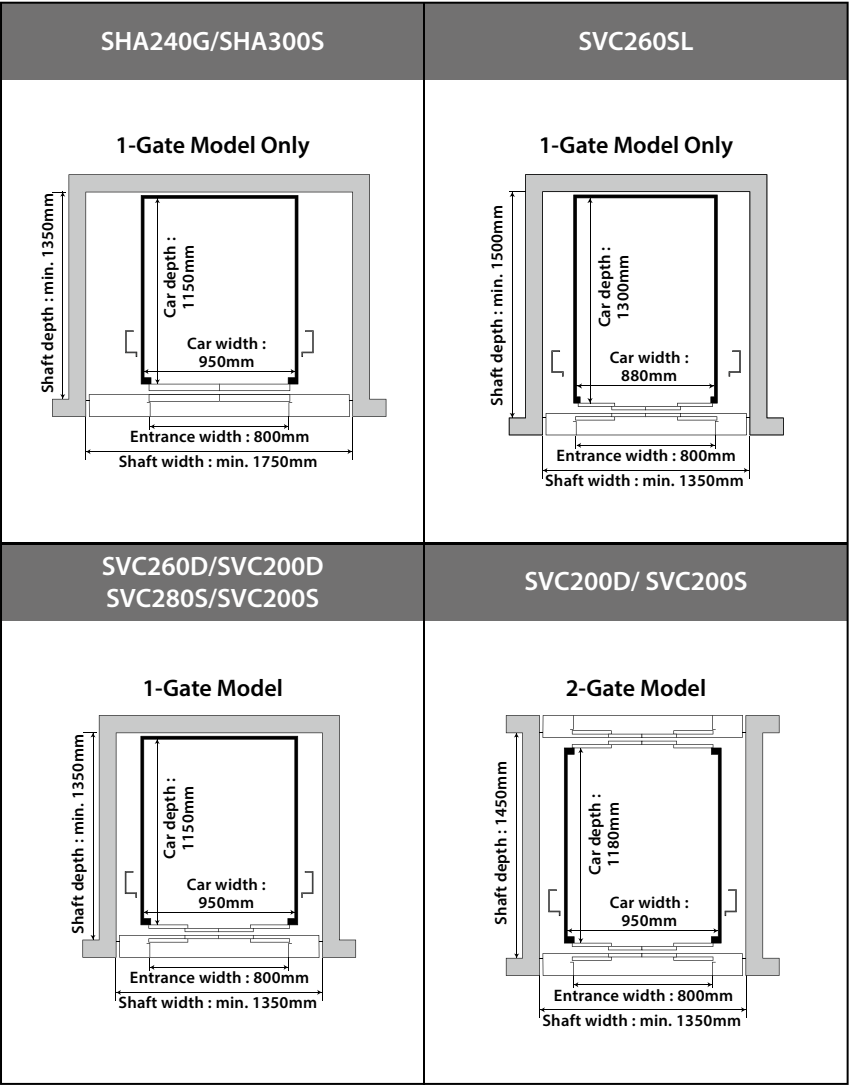 SHA240G/SHA300S
1-Gate Model Only
Shaft depth : min. 1350mm
Car depth :
1150mm
Car width :
950mm
Entrance width : 800mm
Shaft width : min. 1750mm
SVC260SL
1-Gate Model Only
Shaft depth : min. 1500mm
Car depth :
1300mm
Car width :
880mm
Entrance width : 800mm
Shaft width : min. 1350mm
SVC260D/SVC200D
SVC280S/SVC200S
1-Gate Model
Shaft depth : min. 1350mm
Car depth :
1150mm
Car width :
950mm
Entrance width : 800mm
Shaft width : min. 1350mm
SVC200D/ SVC200S
2-Gate Model
Shaft depth : 1450mm
Car depth :
1180mm
Car width :
950mm
Entrance width : 800mm
Shaft width : min. 1350mm